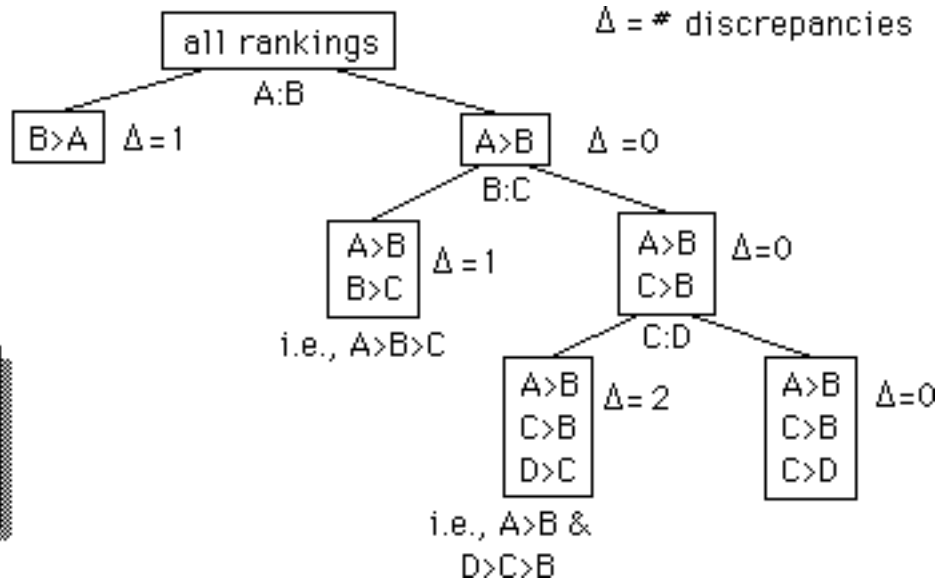 Δ = # discrepancies
all rankings
A:B
B>A Δ=1
A>B Δ =0
B:C
A>B
B>C
Δ=1
i.e., A>B>C
A>B
C>B
Δ=0
C:D
A>B
C>B
D>C
Δ= 2
i.e., A>B &
D>C>B
A>B
C>B
C>D
Δ=0